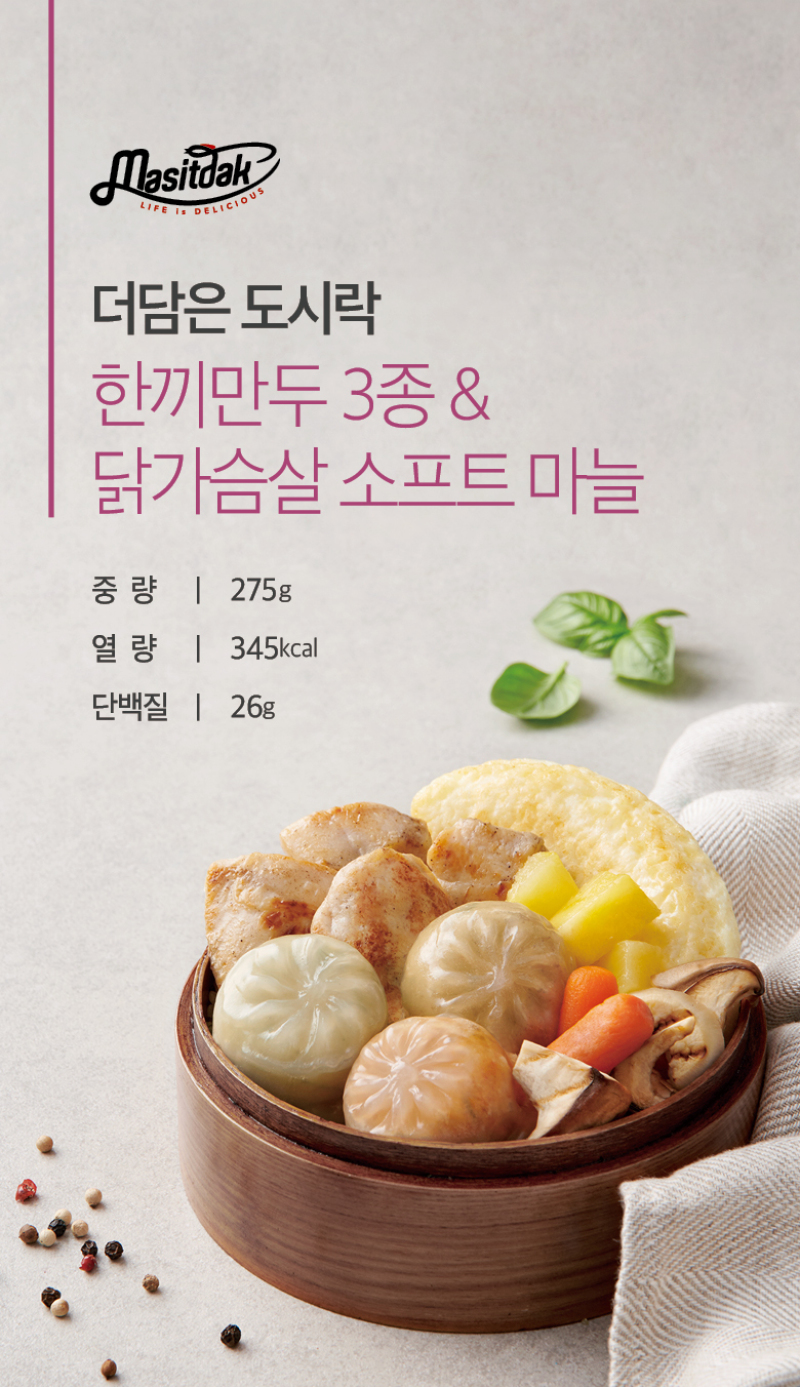 Masitdak
LIFE is DELICIOUS
더담은 도시락
한끼만두 3종 &
닭가슴살 소프트 마늘
중 량 | 275g
열 량 | 345kcal
단백질 | 26g